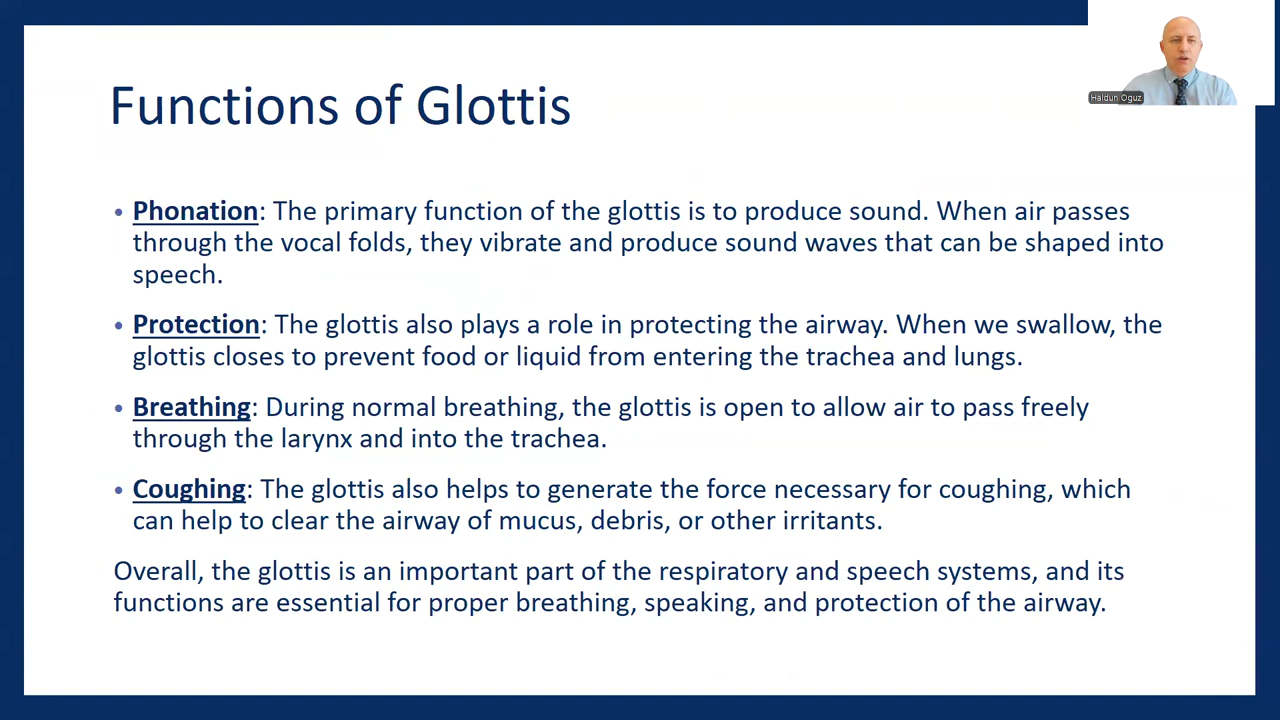 Functions of Glottis
Haldun Oguz
• Phonation: The primary function of the glottis is to produce sound. When air passes
through the vocal folds, they vibrate and produce sound waves that can be shaped into
speech.
• Protection: The glottis also plays a role in protecting the airway. When we swallow, the
glottis closes to prevent food or liquid from entering the trachea and lungs.
• Breathing: During normal breathing, the glottis is open to allow air to pass freely
through the larynx and into the trachea.
• Coughing: The glottis also helps to generate the force necessary for coughing, which
can help to clear the airway of mucus, debris, or other irritants.
Overall, the glottis is an important part of the respiratory and speech systems, and its
functions are essential for proper breathing, speaking, and protection of the airway.